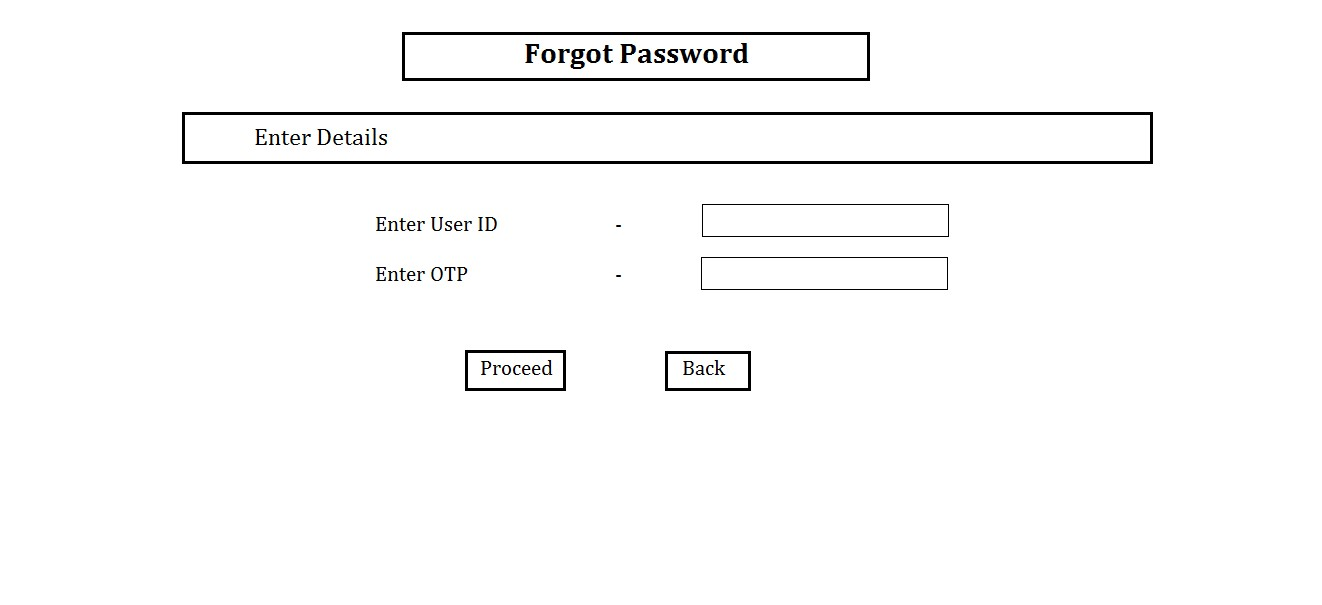 Forgot Password
Enter Details
Enter User ID -
Enter OTP -
Proceed Back